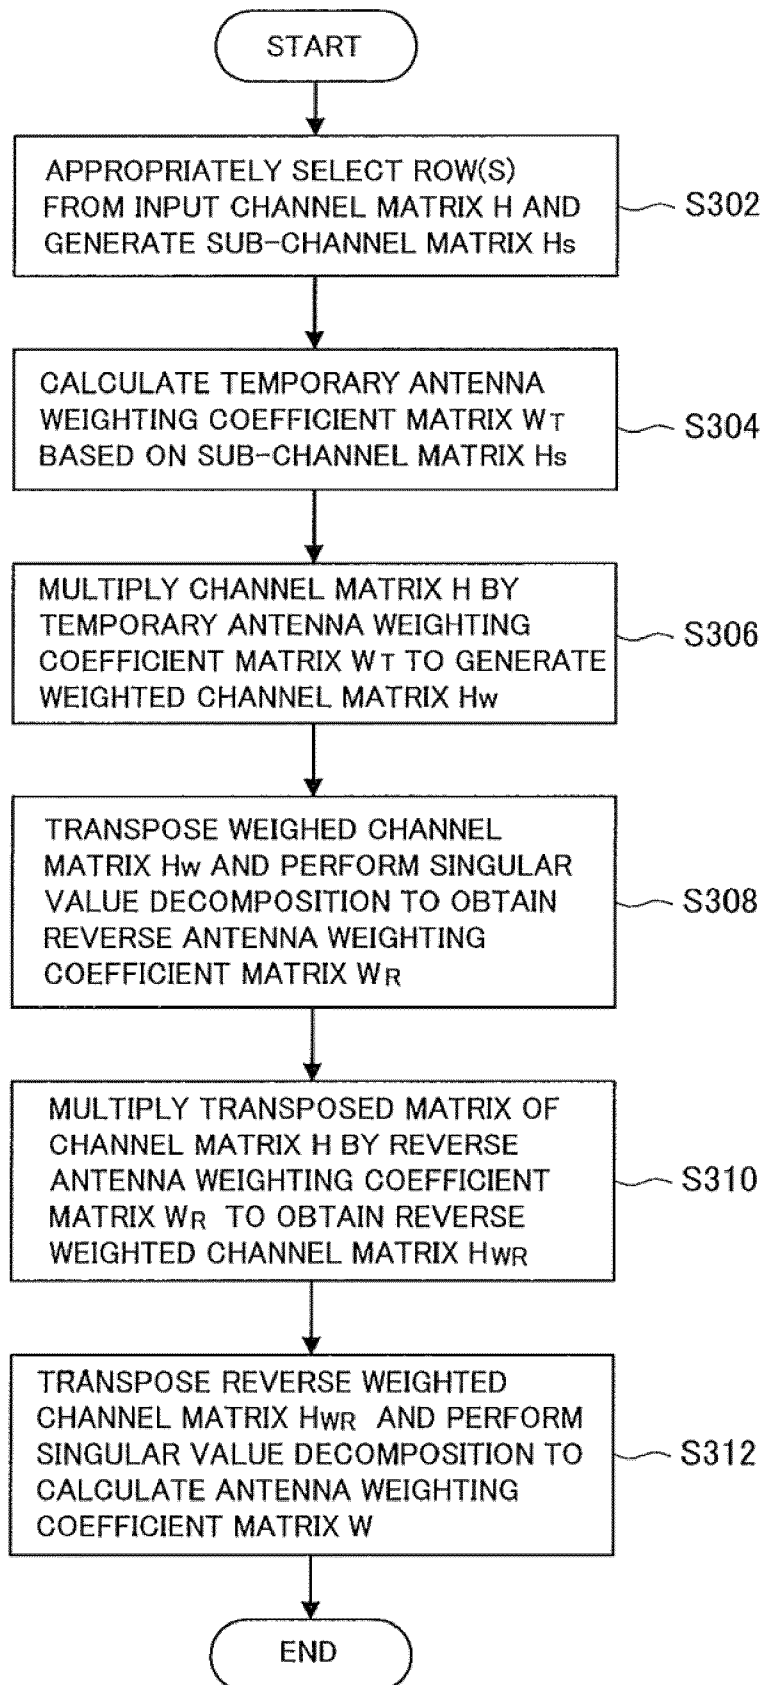 START
APPROPRIATELY SELECT ROW(S)
FROM INPUT CHANNEL MATRIX H AND
GENERATE SUB-CHANNEL MATRIX Hs
S302
CALCULATE TEMPORARY ANTENNA
WEIGHTING COEFFICIENT MATRIX WT
BASED ON SUB-CHANNEL MATRIX Hs
S304
MULTIPLY CHANNEL MATRIX H BY
TEMPORARY ANTENNA WEIGHTING
COEFFICIENT MATRIX WT TO GENERATE
WEIGHTED CHANNEL MATRIX Hw
S306
TRANSPOSE WEIGHED CHANNEL
MATRIX Hw AND PERFORM SINGULAR
VALUE DECOMPOSITION TO OBTAIN
REVERSE ANTENNA WEIGHTING
COEFFICIENT MATRIX WR
S308
MULTIPLY TRANSPOSED MATRIX OF
CHANNEL MATRIX H BY REVERSE
ANTENNA WEIGHTING COEFFICIENT
MATRIX WR TO OBTAIN REVERSE
WEIGHTED CHANNEL MATRIX HWR
S310
TRANSPOSE REVERSE WEIGHTED
CHANNEL MATRIX HWR AND PERFORM
SINGULAR VALUE DECOMPOSITION TO
CALCULATE ANTENNA WEIGHTING
COEFFICIENT MATRIX W
S312
END